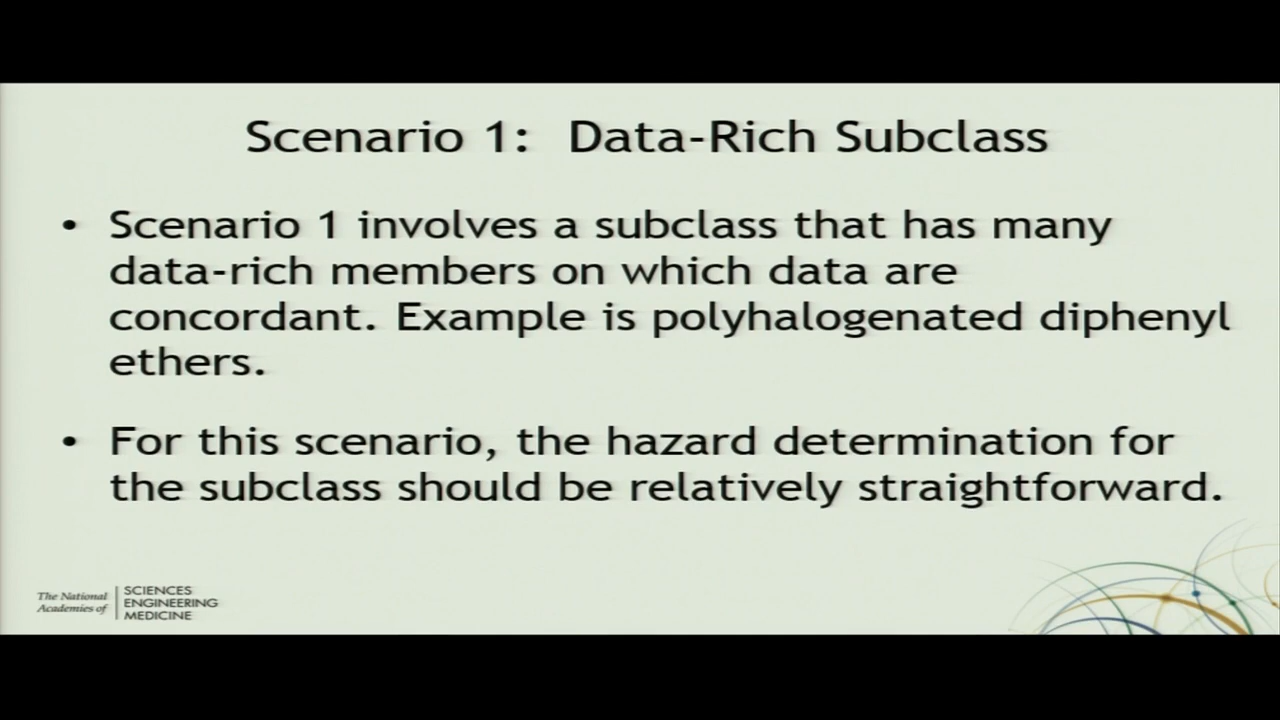 Scenario 1: Data-Rich Subclass
• Scenario 1 involves a subclass that has many
data-rich members on which data are
concordant. Example is polyhalogenated diphenyl
ethers.
• For this scenario, the hazard determination for
the subclass should be relatively straightforward.
The National
Academies of
SCIENCES
ENGINEERING
MEDICINE